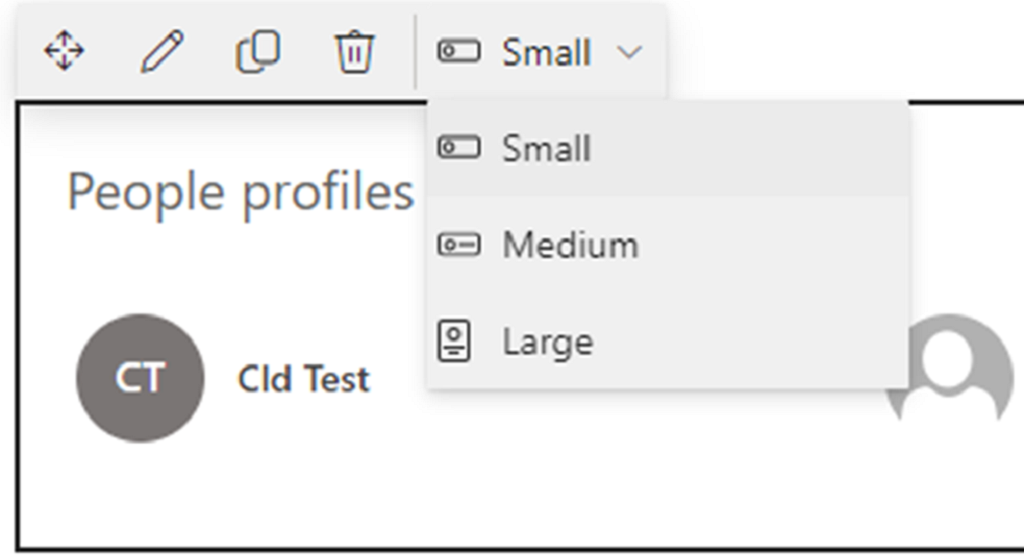 Small
Small
People profiles
Medium
Large
CT
Cld Test